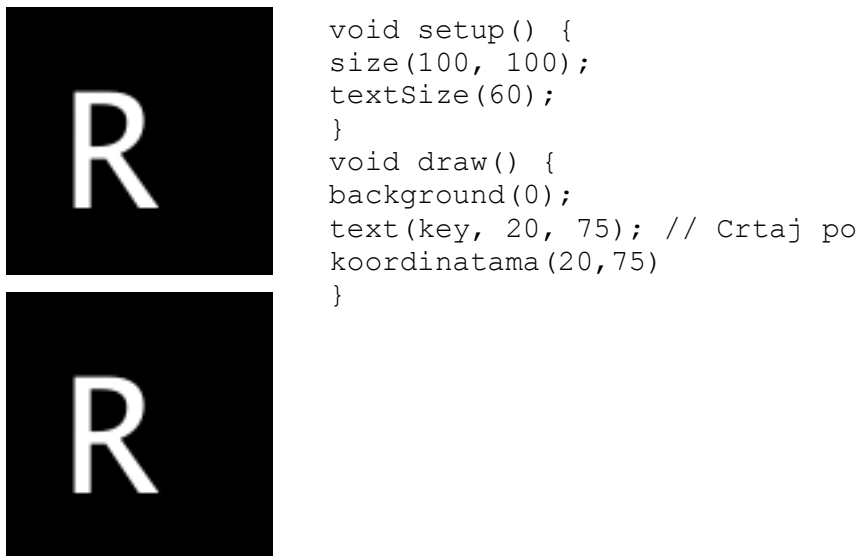 R
R
void setup() {
size(100, 100);
textSize(60);
}
void draw() {
background(0);
text(key, 20, 75); // Crtaj po
koordinatama(20,75)
}